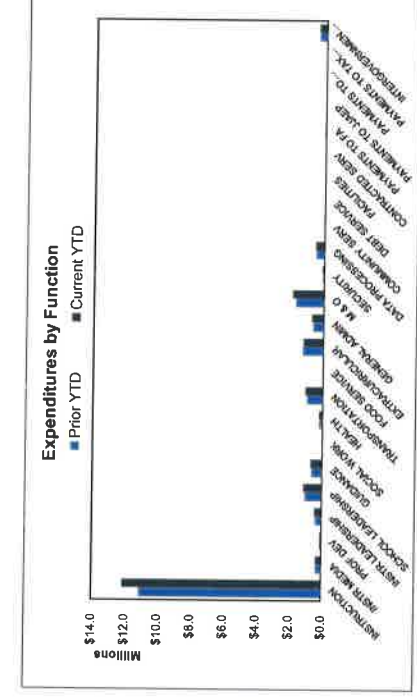 Expenditures by Function
Prior YTD
Current YTD
$14.0
$12.0
$10.0
$8.0
$6.0
$4.0
$2.0
$0.0
Millions
INSTRUCTION
INSTR MEDIA
PROF DEV
INSTR LEADERSHIP
SCHOOL LEADERSHIP
GUIDANCE
SOCIAL WORK
HEALTH
TRANSPORTATION
FOOD SERVICE
EXTRACURRICULAR
GENERAL ADMIN
M & O
SECURITY
DATA PROCESSING
COMMUNITY SERV
DEBT SERVICE
FACILITIES
CONTRACTED SERV
PAYMENTS TO FA
PAYMENTS TO JJAEP
PAYMENTS TO...
PAYMENTS TO TAX...
INTERGOVERNMEN...